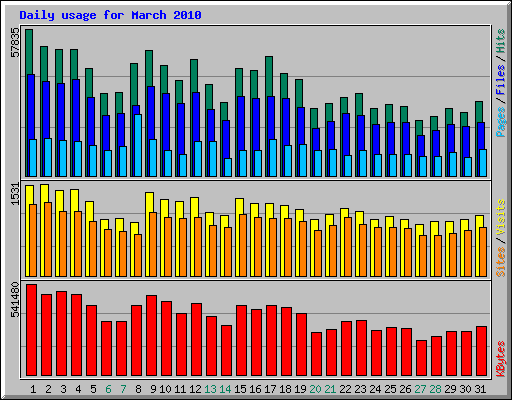 Daily usage for March 2010
57835
Pages / Files / Hits
1531
Sites / Visits
541480
KBytes
1 2 3 4 5 6 7 8 9 10 11 12 13 14 15 16 17 18 19 20 21 22 23 24 25 26 27 28 29 30 31